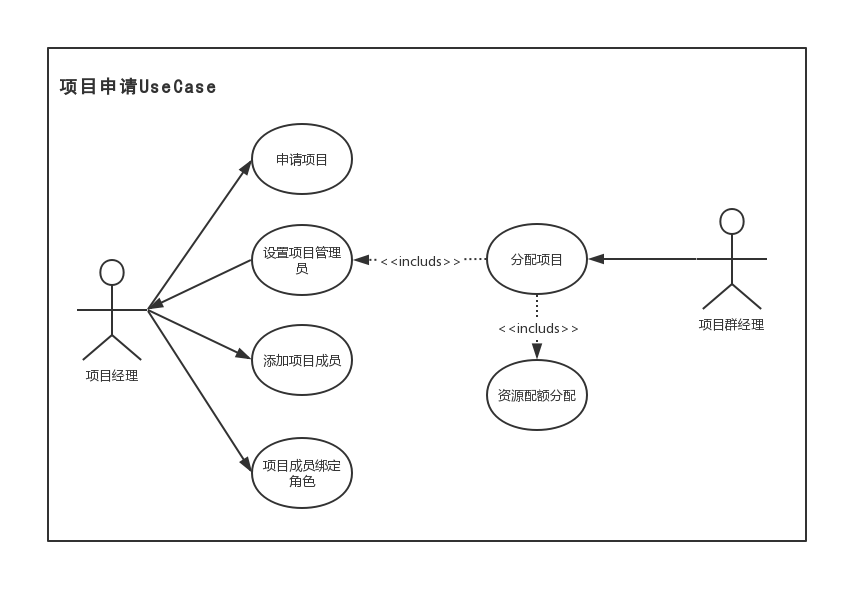 项目申请UseCase
申请项目
设置项目管理
员
<<includs>>
分配项目
项目群经理
<<includs>>
添加项目成员
项目经理
资源配额分配
项目成员绑定
角色